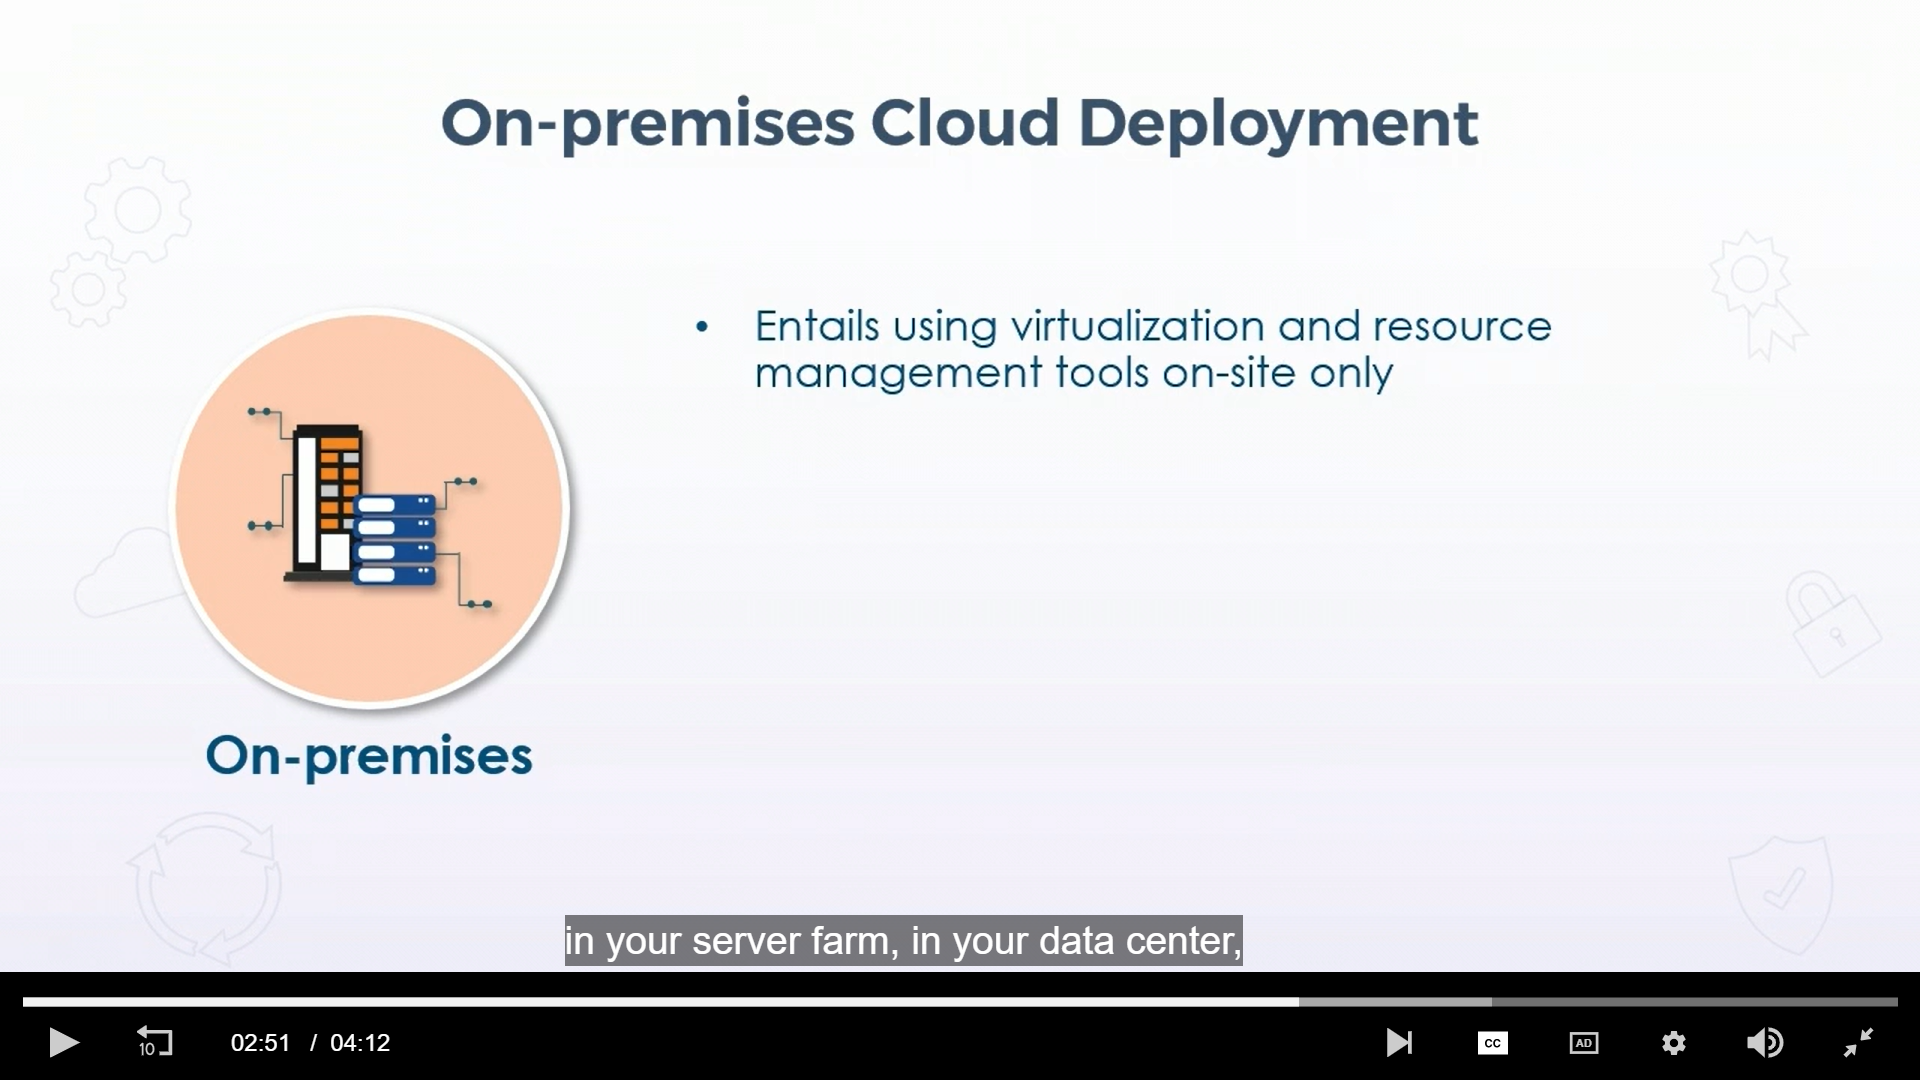 On-premises Cloud Deployment
• Entails using virtualization and resource
management tools on-site only
On-premises
in your server farm, in your data center,
10
02:51 / 04:12
CC
AD